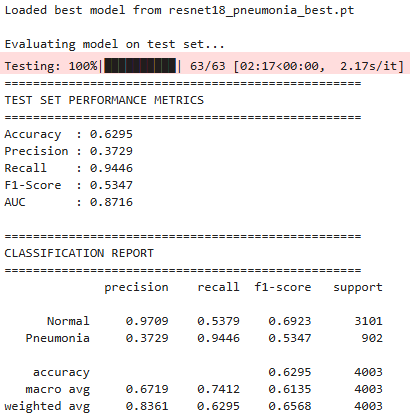 Loaded best model from resnet18_pneumonia_best.pt
Evaluating model on test set...
Testing: 100%|██████████| 63/63 [02:17<00:00,  2.17s/it]
==================================================
TEST SET PERFORMANCE METRICS
==================================================
Accuracy  : 0.6295
Precision : 0.3729
Recall    : 0.9446
F1-Score  : 0.5347
AUC       : 0.8716
==================================================
CLASSIFICATION REPORT
==================================================
              precision    recall  f1-score   support
      Normal     0.9709    0.5379    0.6923      3101
   Pneumonia     0.3729    0.9446    0.5347       902
    accuracy                         0.6295      4003
   macro avg     0.6719    0.7412    0.6135      4003
weighted avg     0.8361    0.6295    0.6568      4003